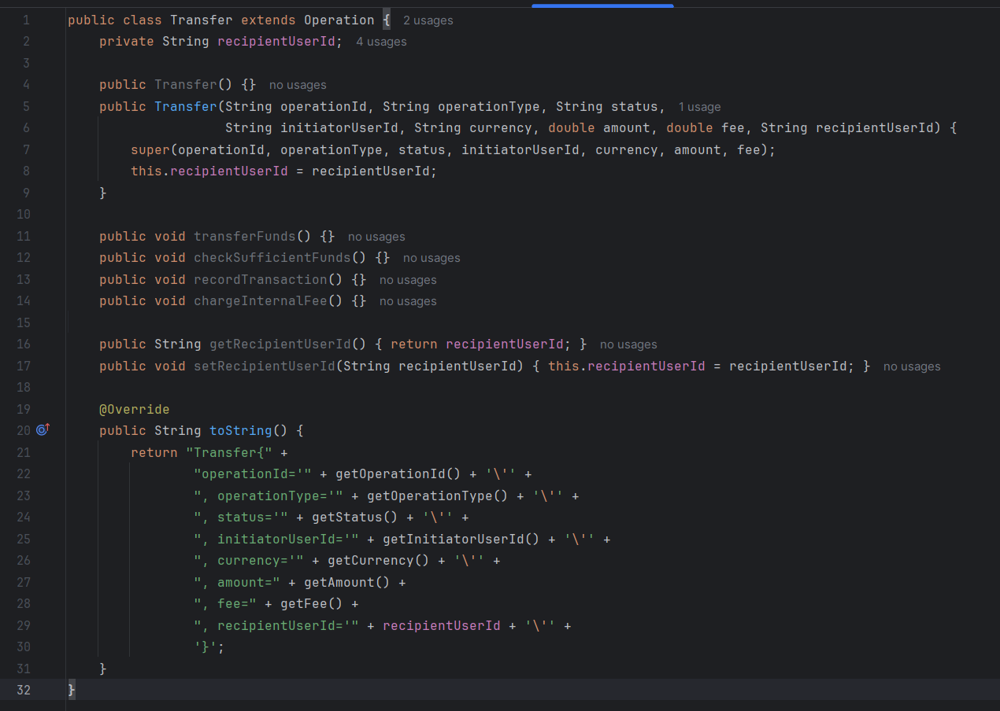 1 public class Transfer extends Operation { 2 usages
2     private String recipientUserId; 4 usages
3
4     public Transfer() {} no usages
5     public Transfer(String operationId, String operationType, String status, 1 usage
6                     String initiatorUserId, String currency, double amount, double fee, String recipientUserId) {
7         super(operationId, operationType, status, initiatorUserId, currency, amount, fee);
8         this.recipientUserId = recipientUserId;
9     }
10
11     public void transferFunds() {} no usages
12     public void checkSufficientFunds() {} no usages
13     public void recordTransaction() {} no usages
14     public void chargeInternalFee() {} no usages
15
16     public String getRecipientUserId() { return recipientUserId; } no usages
17     public void setRecipientUserId(String recipientUserId) { this.recipientUserId = recipientUserId; } no usages
18
19     @Override
20     public String toString() {
21         return "Transfer{" +
22                 "operationId='" + getOperationId() + '\'' +
23                 ", operationType='" + getOperationType() + '\'' +
24                 ", status='" + getStatus() + '\'' +
25                 ", initiatorUserId='" + getInitiatorUserId() + '\'' +
26                 ", currency='" + getCurrency() + '\'' +
27                 ", amount=" + getAmount() +
28                 ", fee=" + getFee() +
29                 ", recipientUserId='" + recipientUserId + '\'' +
30                 '}';
31     }
32 }